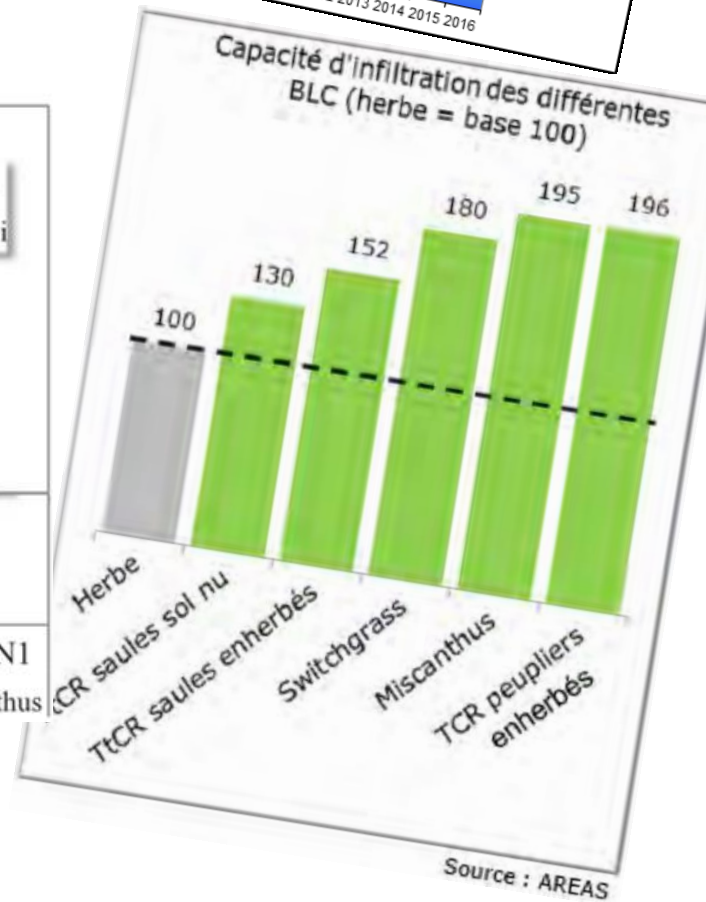 2013 2014 2015 2016
Capacité d'infiltration des différentes
BLC (herbe = base 100)
100
130
152
180
195
196
Herbe
tCR saules sol nu
TtCR saules enherbés
Switchgrass
Miscanthus
TCR peupliers
enherbés
Source : AREAS
i
N1
thus